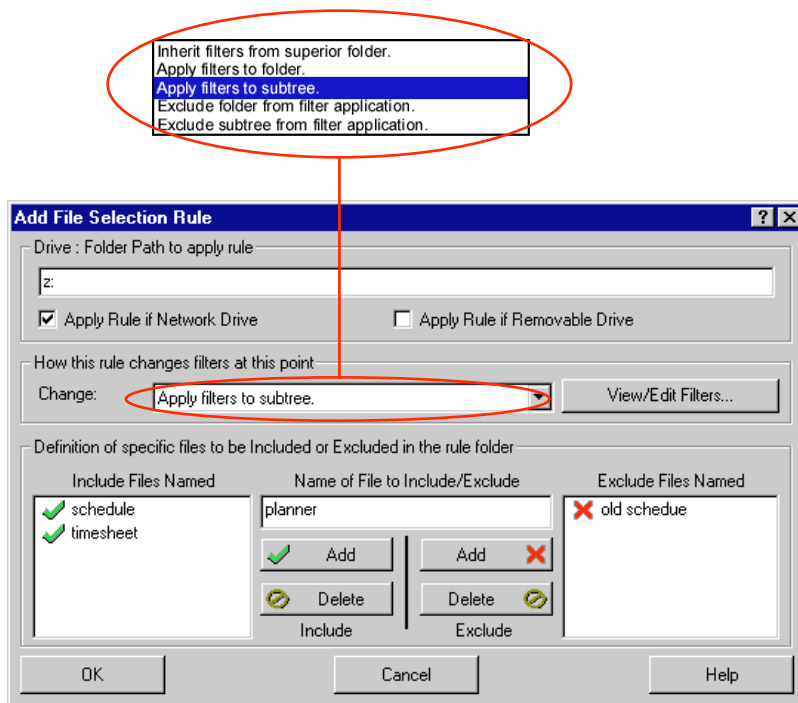 Inherit filters from superior folder.
Apply filters to folder.
Apply filters to subtree.
Exclude folder from filter application.
Exclude subtree from filter application.
Add File Selection Rule
Drive : Folder Path to apply rule
z:
Apply Rule if Network Drive
Apply Rule if Removable Drive
How this rule changes filters at this point
Change:
Apply filters to subtree.
View/Edit Filters...
Definition of specific files to be Included or Excluded in the rule folder
Include Files Named
Name of File to Include/Exclude
Exclude Files Named
schedule
timesheet
planner
old schedue
Add
Add
Delete
Delete
Include
Exclude
OK
Cancel
Help